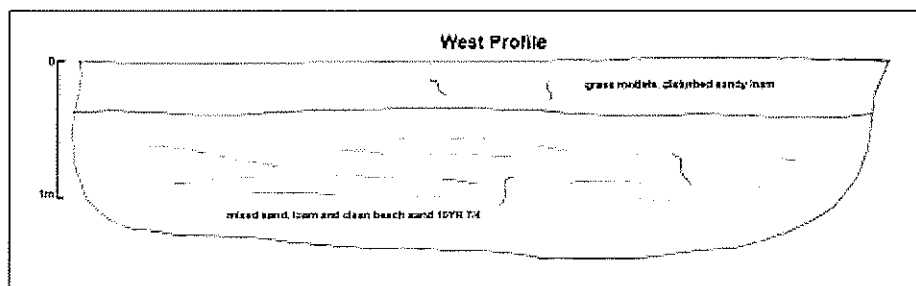 West Profile
0
grass rootlets, disturbed sandy loam
1m
mixed sand, loam and clean beach sand 10YR 7/4